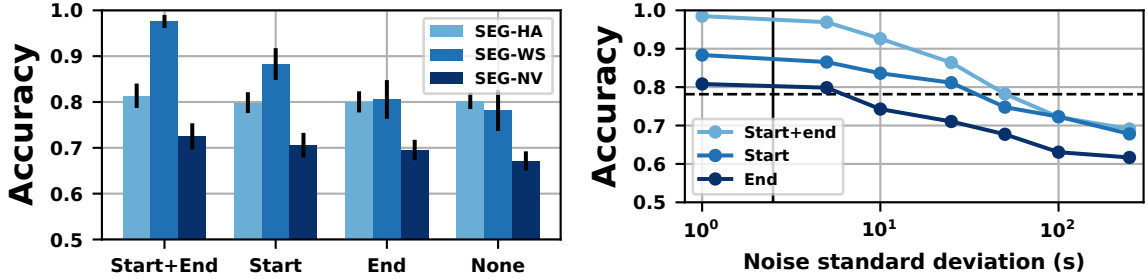 Accuracy
1.0
0.9
0.8
0.7
0.6
0.5
SEG-HA
SEG-WS
SEG-NV
Start+End
Start
End
None
Accuracy
1.0
0.9
0.8
0.7
0.6
0.5
Start+end
Start
End
10⁰
10¹
10²
Noise standard deviation (s)